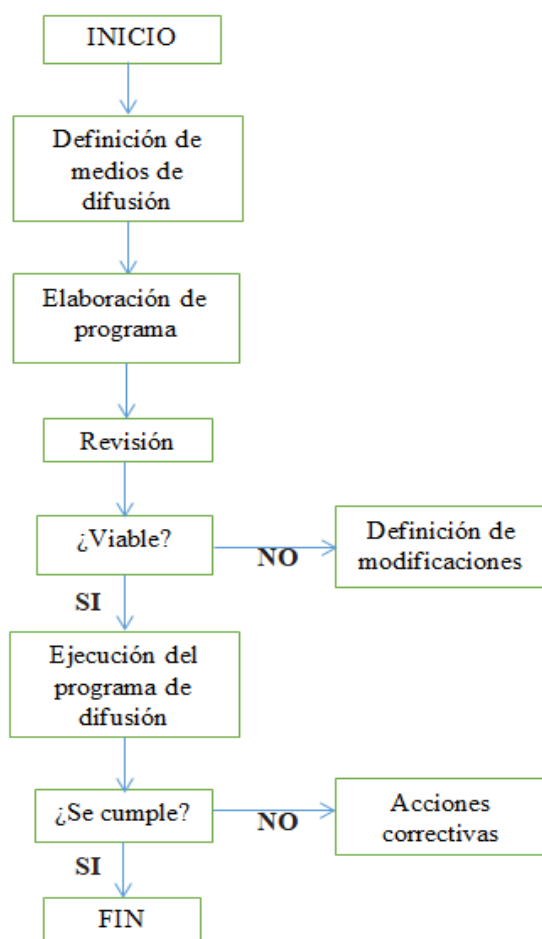 INICIO
Definición de
medios de
difusión
Elaboración de
programa
Revisión
¿Viable?
NO
Definición de
modificaciones
SI
Ejecución del
programa de
difusión
¿Se cumple?
NO
Acciones
correctivas
SI
FIN